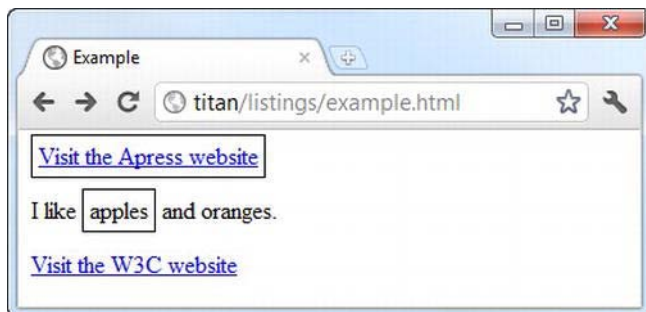 Example
titan/listings/example.html
Visit the Apress website
I like apples and oranges.
Visit the W3C website